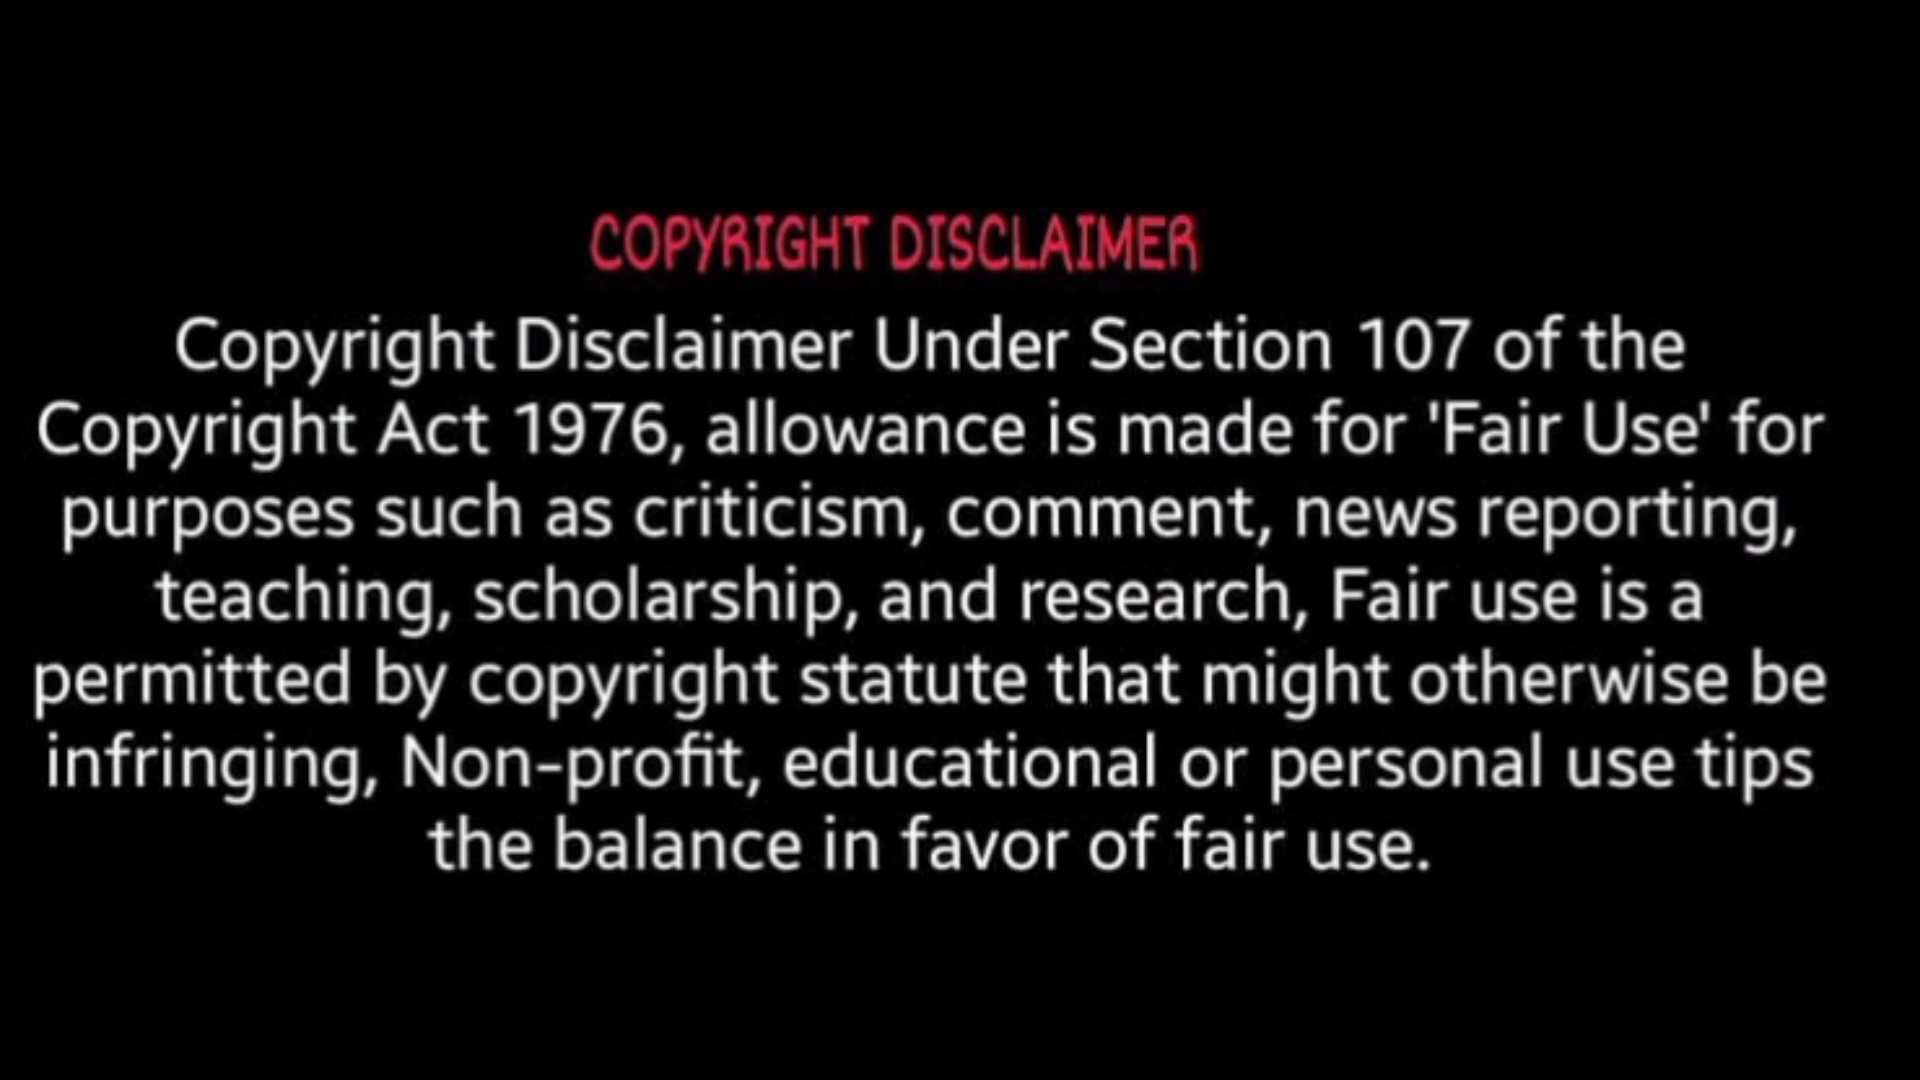 COPYRIGHT DISCLAIMER
Copyright Disclaimer Under Section 107 of the
Copyright Act 1976, allowance is made for 'Fair Use' for
purposes such as criticism, comment, news reporting,
teaching, scholarship, and research, Fair use is a
permitted by copyright statute that might otherwise be
infringing, Non-profit, educational or personal use tips
the balance in favor of fair use.